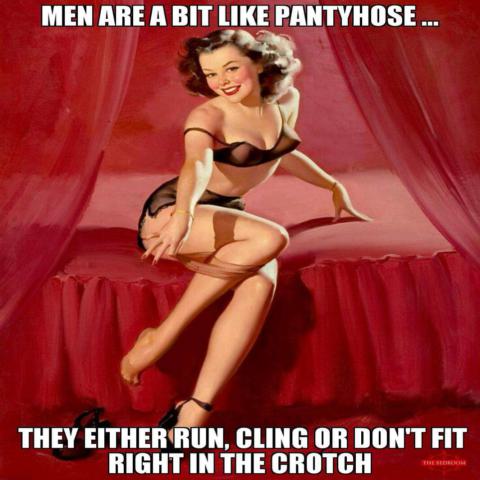 MEN ARE A BIT LIKE PANTYHOSE ...
THEY EITHER RUN, CLING OR DON'T FIT
RIGHT IN THE CROTCH
THE BEDROOM